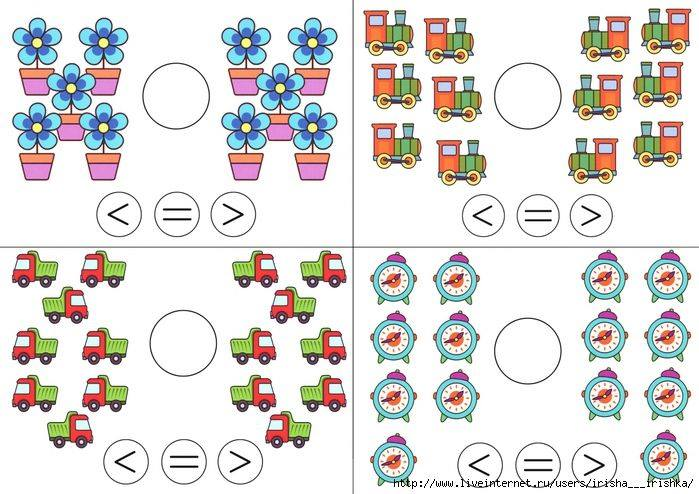 < = >
< = >
< = >
< = >
http://www.liveinternet.ru/users/irisha___irishka/